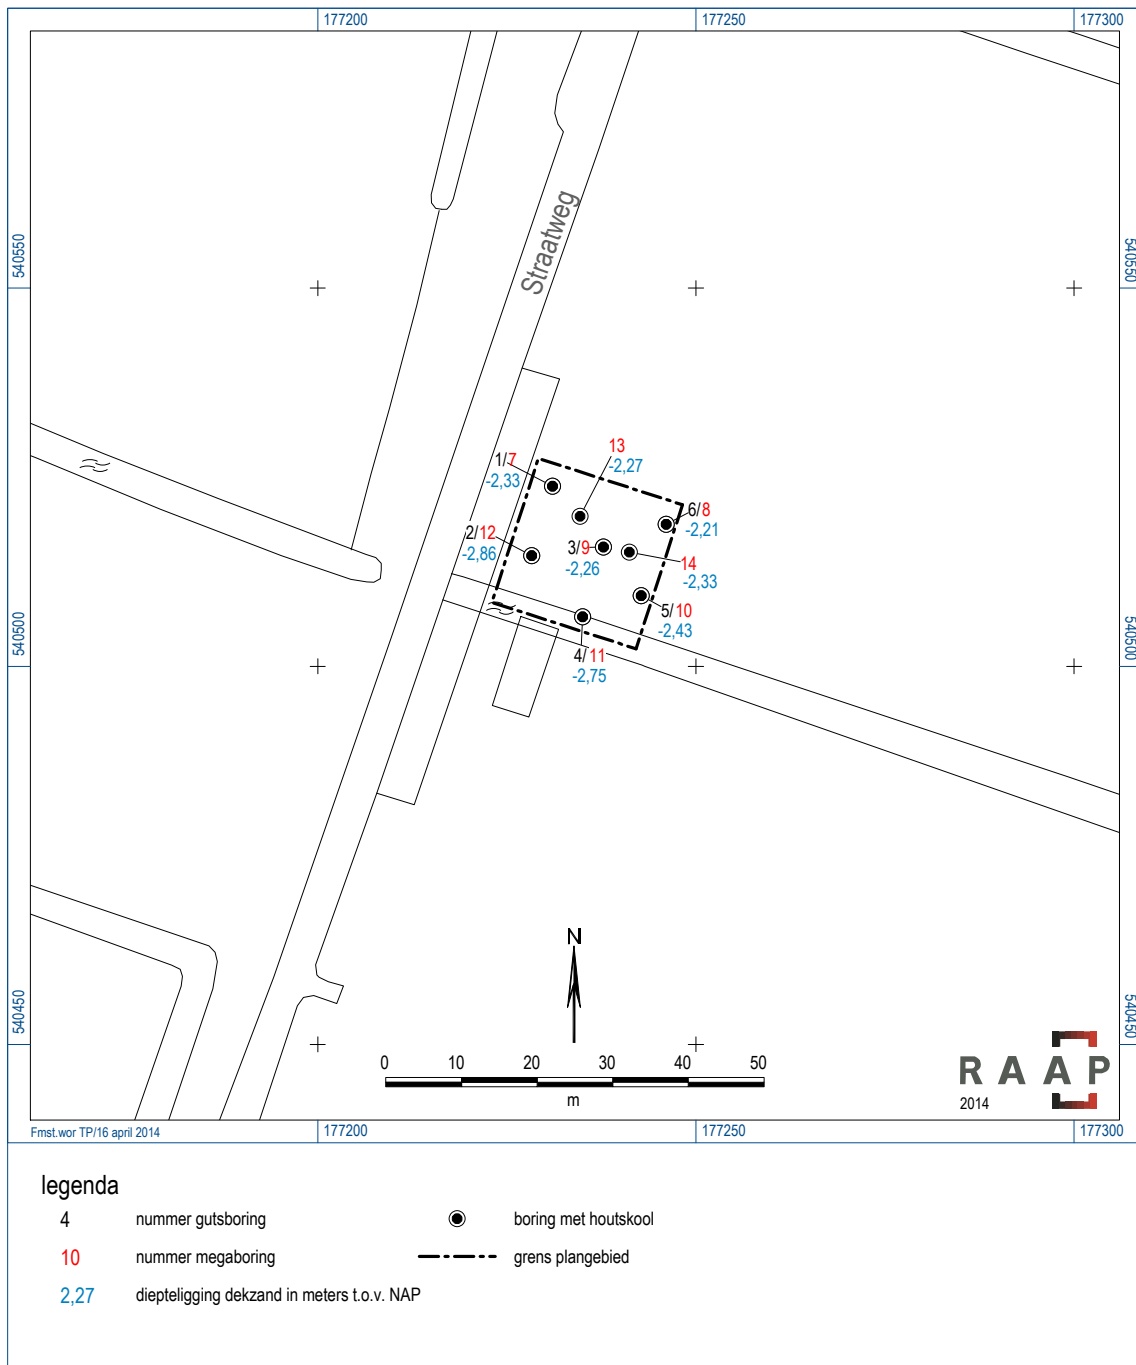 177200
177250
177300
540550
540550
Straatweg
13
-2,27
1/7
-2,33
6/8
-2,21
2/12
-2,86
3/9
-2,26
14
-2,33
5/10
-2,43
4/11
-2,75
540500
540500
N
540450
540450
0 10 20 30 40 50
m
RAAP
2014
Fmst.wor TP/16 april 2014
177200
177250
177300
legenda
4 nummer gutsboring
boring met houtskool
10 nummer megaboring
grens plangebied
2,27 diepteligging dekzand in meters t.o.v. NAP